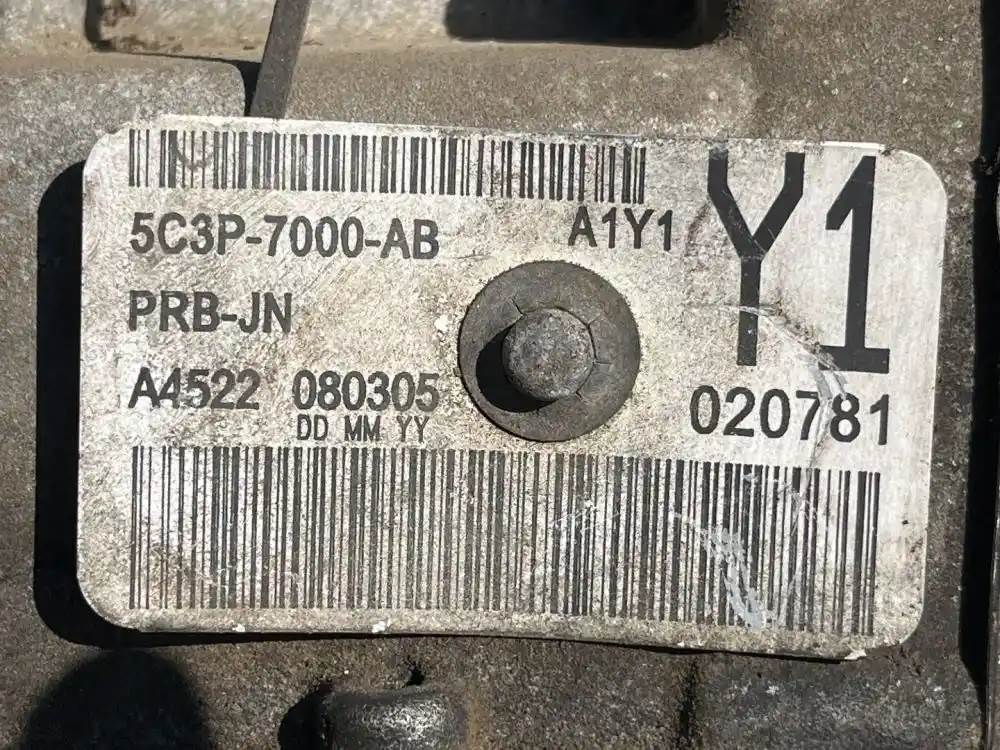 5C3P-7000-AB A1Y1
Y1
PRB-JN
A4522 080305
DD MM YY
020781